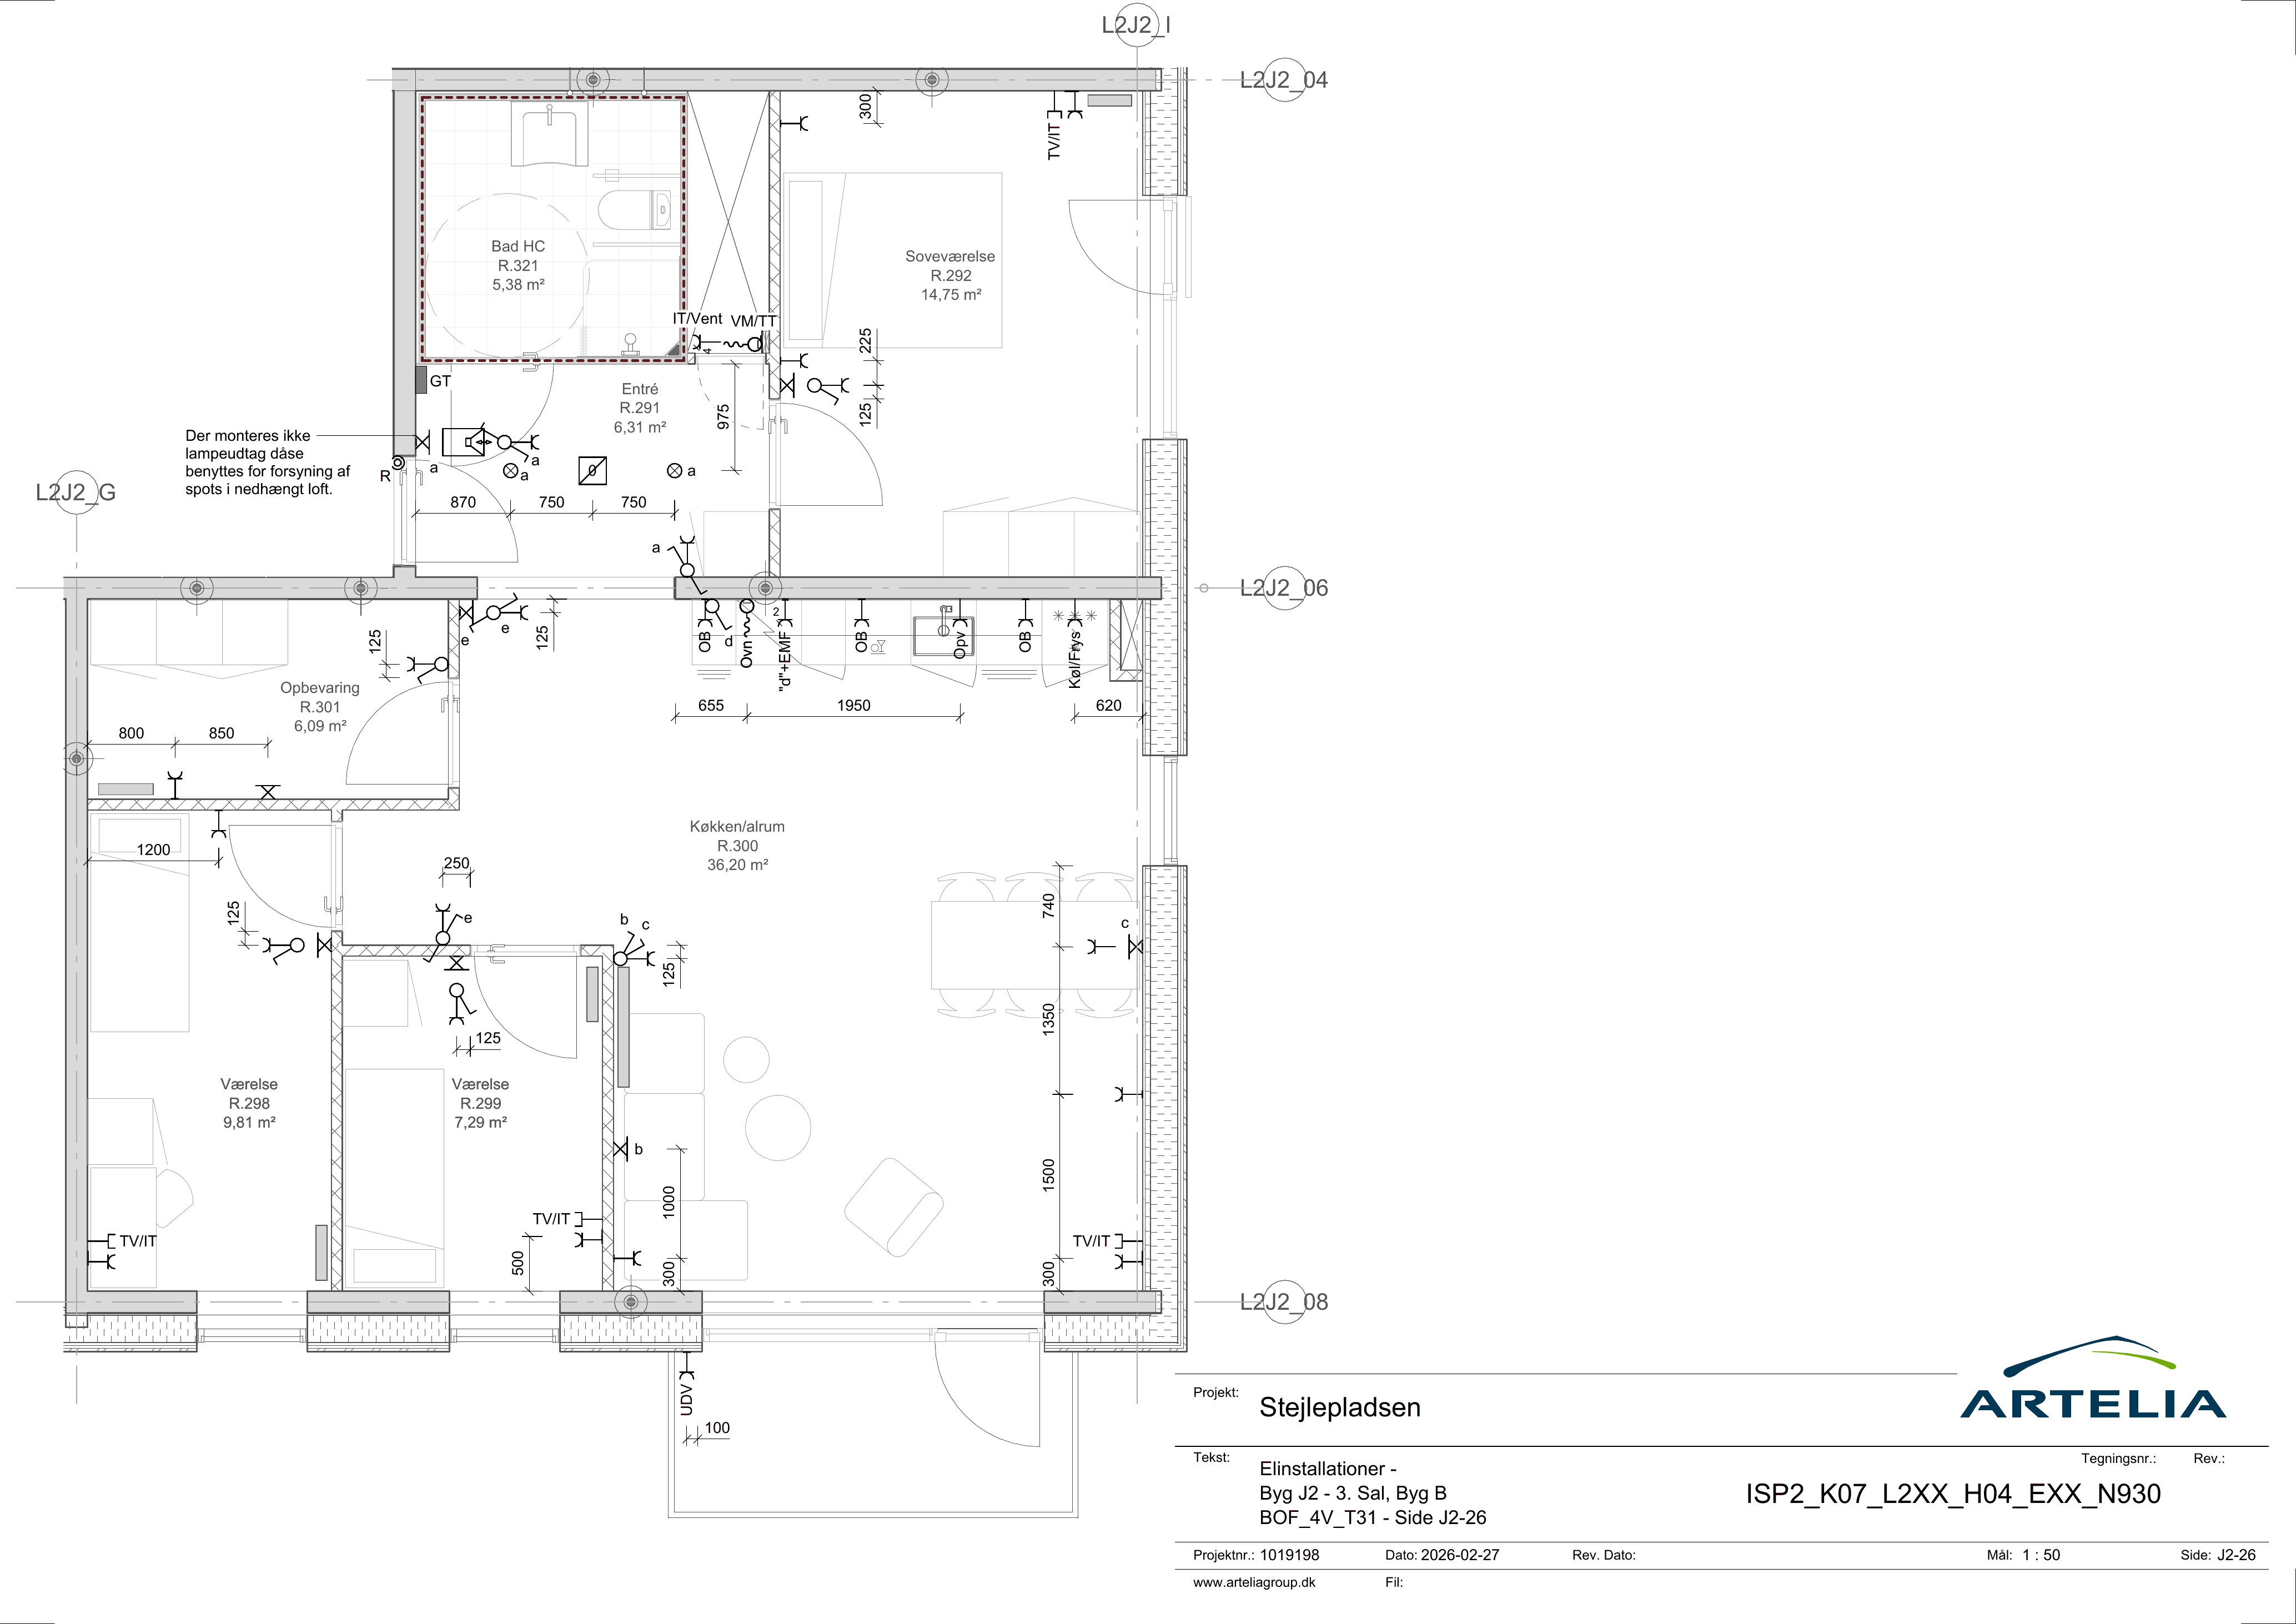 L2J2_I
L2J2_04
300
TV/IT
Bad HC
R.321
5,38 m²
Soveværelse
R.292
14,75 m²
IT/Vent
VM/TT
4
225
125
GT
Entré
R.291
6,31 m²
975
Der monteres ikke
lampeudtag dåse
benyttes for forsyning af
spots i nedhængt loft.
R
a
a
a
0
a
L2J2_G
870
750
750
a
L2J2_06
e
e
125
125
OB
d
Ovn
2
"d"+EMF
OB
Opv
OB
Køl/Frys
Opbevaring
R.301
6,09 m²
655
1950
620
800
850
Køkken/alrum
R.300
36,20 m²
1200
250
125
e
b
c
125
740
c
1350
125
Værelse
R.298
9,81 m²
Værelse
R.299
7,29 m²
b
1000
1500
TV/IT
TV/IT
TV/IT
500
300
300
L2J2_08
UDV
100
Projekt:
Stejlepladsen
ARTELIA
Tekst:
Elinstallationer -
Byg J2 - 3. Sal, Byg B
BOF_4V_T31 - Side J2-26
Tegningsnr.:
Rev.:
ISP2_K07_L2XX_H04_EXX_N930
Projektnr.: 1019198
Dato: 2026-02-27
Rev. Dato:
Mål: 1 : 50
Side: J2-26
www.arteliagroup.dk
Fil: